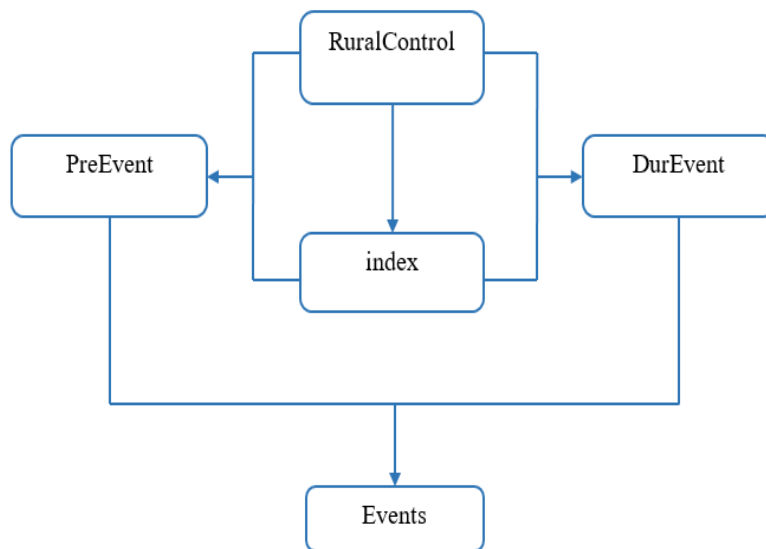 RuralControl
PreEvent
DurEvent
index
Events